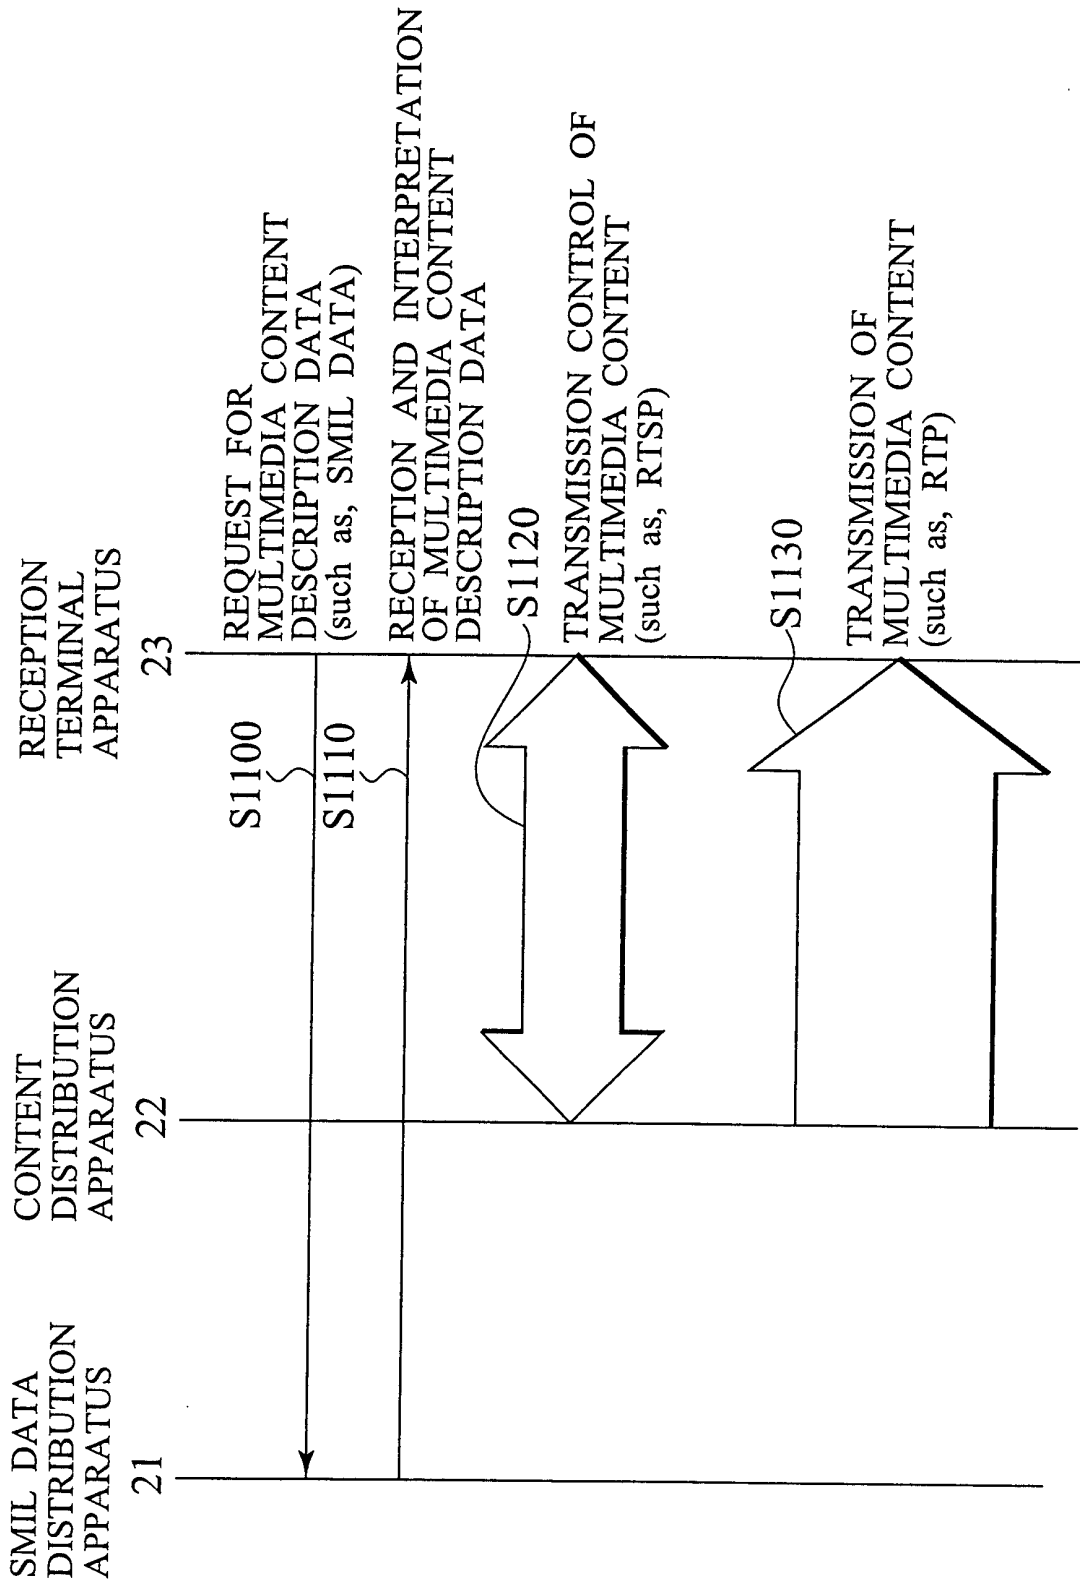 SMIL DATA
DISTRIBUTION
APPARATUS
21
CONTENT
DISTRIBUTION
APPARATUS
22
RECEPTION
TERMINAL
APPARATUS
23
S1100
REQUEST FOR
MULTIMEDIA CONTENT
DESCRIPTION DATA
(such as, SMIL DATA)
S1110
RECEPTION AND INTERPRETATION
OF MULTIMEDIA CONTENT
DESCRIPTION DATA
S1120
TRANSMISSION CONTROL OF
MULTIMEDIA CONTENT
(such as, RTSP)
S1130
TRANSMISSION OF
MULTIMEDIA CONTENT
(such as, RTP)